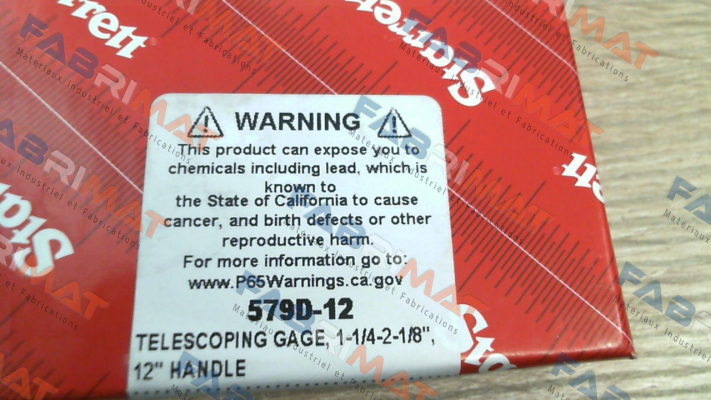 Starrett
WARNING
This product can expose you to
chemicals including lead, which is
known to
the State of California to cause
cancer, and birth defects or other
reproductive harm.
For more information go to:
www.P65Warnings.ca.gov
579D-12
TELESCOPING GAGE, 1-1/4-2-1/8",
12" HANDLE
FABRIMAT
Materiaux Industriel et Fabrications